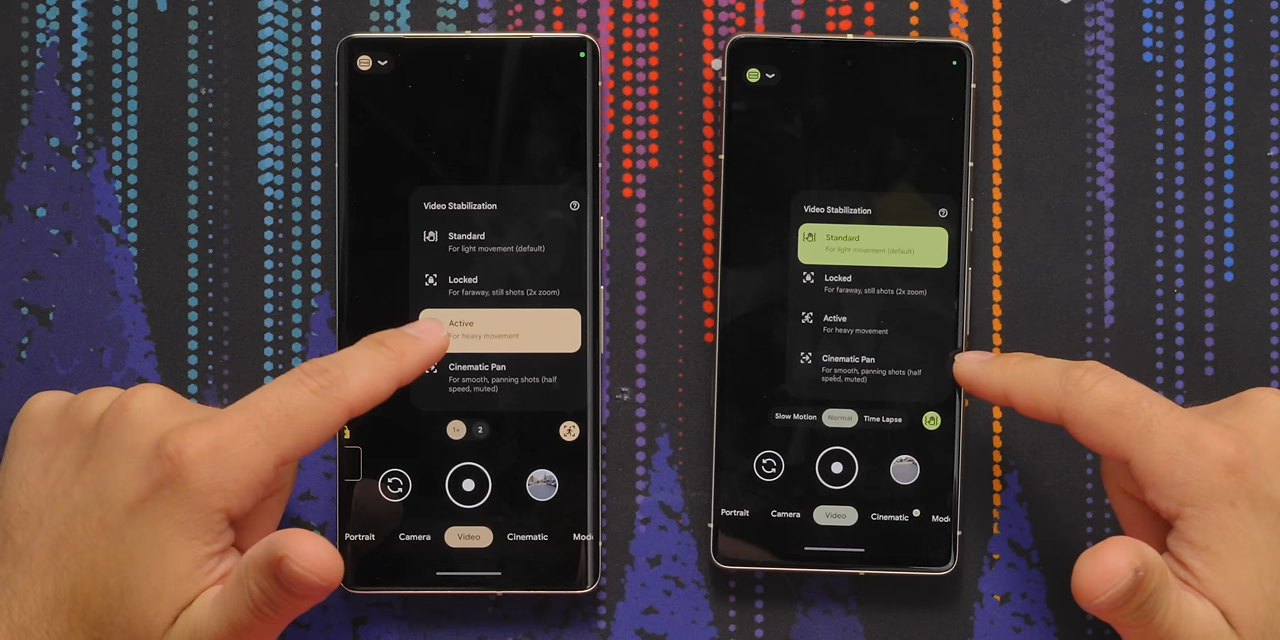 Video Stabilization
Standard
For light movement (default)
Locked
For faraway, still shots (2x zoom)
Active
For heavy movement
Cinematic Pan
For smooth, panning shots (half
speed, muted)
1×
2
Portrait
Camera
Video
Cinematic
Mod
Video Stabilization
Standard
For light movement (default)
Locked
For faraway, still shots (2x zoom)
Active
For heavy movement
Cinematic Pan
For smooth, panning shots (half
speed, muted)
Slow Motion
Normal
Time Lapse
Portrait
Camera
Video
Cinematic
Mod